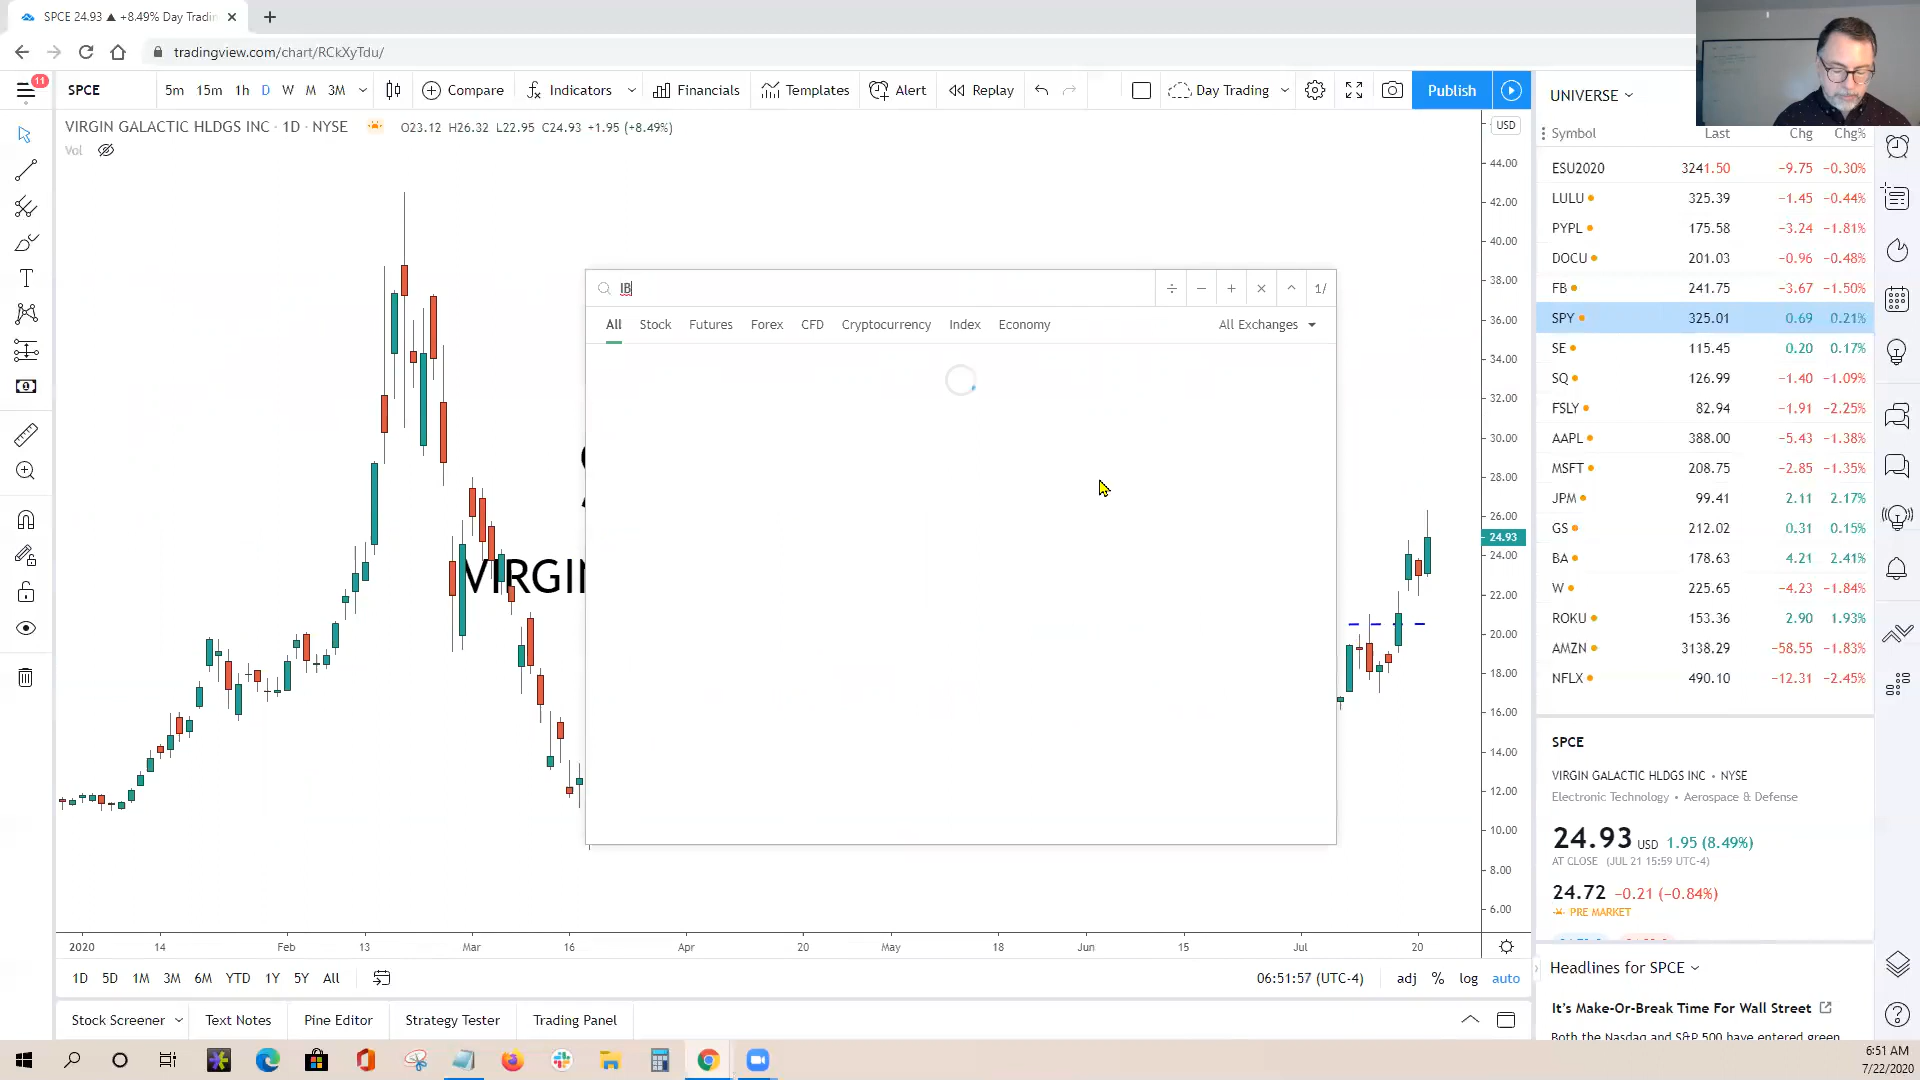 SPCE 24.93 ▲ +8.49% Day Tradin
tradingview.com/chart/RCkXyTdu/
11
SPCE 5m 15m 1h D W M 3M Compare Indicators Financials Templates Alert Replay Day Trading Publish
VIRGIN GALACTIC HLDGS INC · 1D · NYSE O23.12 H26.32 L22.95 C24.93 +1.95 (+8.49%)
Vol
USD
44.00
42.00
40.00
38.00
36.00
34.00
32.00
30.00
28.00
26.00
24.93
24.00
22.00
20.00
18.00
16.00
14.00
12.00
10.00
8.00
6.00
VIRGIN
IB ÷ − + × ^ 1/
All Stock Futures Forex CFD Cryptocurrency Index Economy All Exchanges
2020 14 Feb 13 Mar 16 Apr 20 May 18 Jun 15 Jul 20
1D 5D 1M 3M 6M YTD 1Y 5Y All 06:51:57 (UTC-4) adj % log auto
Stock Screener Text Notes Pine Editor Strategy Tester Trading Panel
UNIVERSE
Symbol Last Chg Chg%
ESU2020 3241.50 −9.75 −0.30%
LULU 325.39 −1.45 −0.44%
PYPL 175.58 −3.24 −1.81%
DOCU 201.03 −0.96 −0.48%
FB 241.75 −3.67 −1.50%
SPY 325.01 0.69 0.21%
SE 115.45 0.20 0.17%
SQ 126.99 −1.40 −1.09%
FSLY 82.94 −1.91 −2.25%
AAPL 388.00 −5.43 −1.38%
MSFT 208.75 −2.85 −1.35%
JPM 99.41 2.11 2.17%
GS 212.02 0.31 0.15%
BA 178.63 4.21 2.41%
W 225.65 −4.23 −1.84%
ROKU 153.36 2.90 1.93%
AMZN 3138.29 −58.55 −1.83%
NFLX 490.10 −12.31 −2.45%
SPCE
VIRGIN GALACTIC HLDGS INC • NYSE
Electronic Technology • Aerospace & Defense
24.93 USD 1.95 (8.49%)
AT CLOSE (JUL 21 15:59 UTC-4)
24.72 −0.21 (−0.84%)
PRE MARKET
Headlines for SPCE
It's Make-Or-Break Time For Wall Street
Both the Nasdaq and S&P 500 have entered green
6:51 AM
7/22/2020